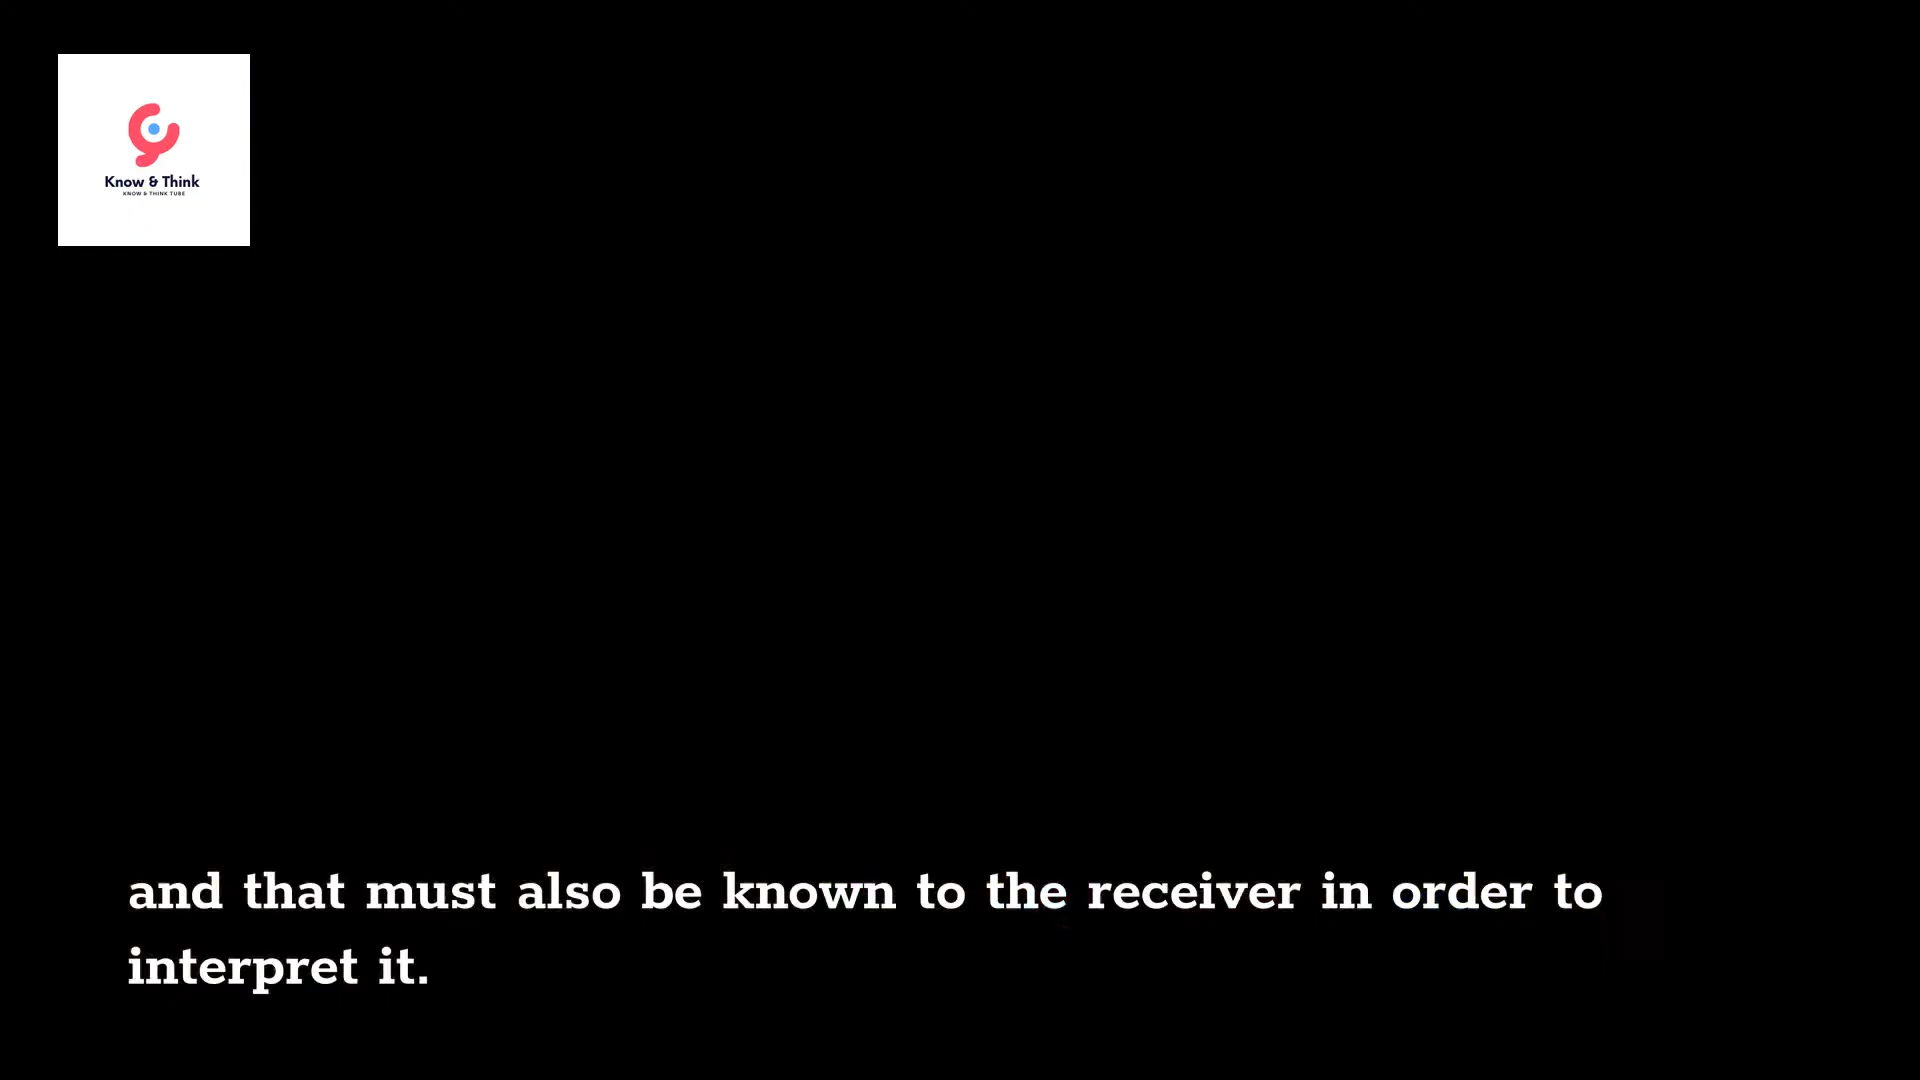 Know & Think
KNOW & THINK TUBE
and that must also be known to the receiver in order to
interpret it.